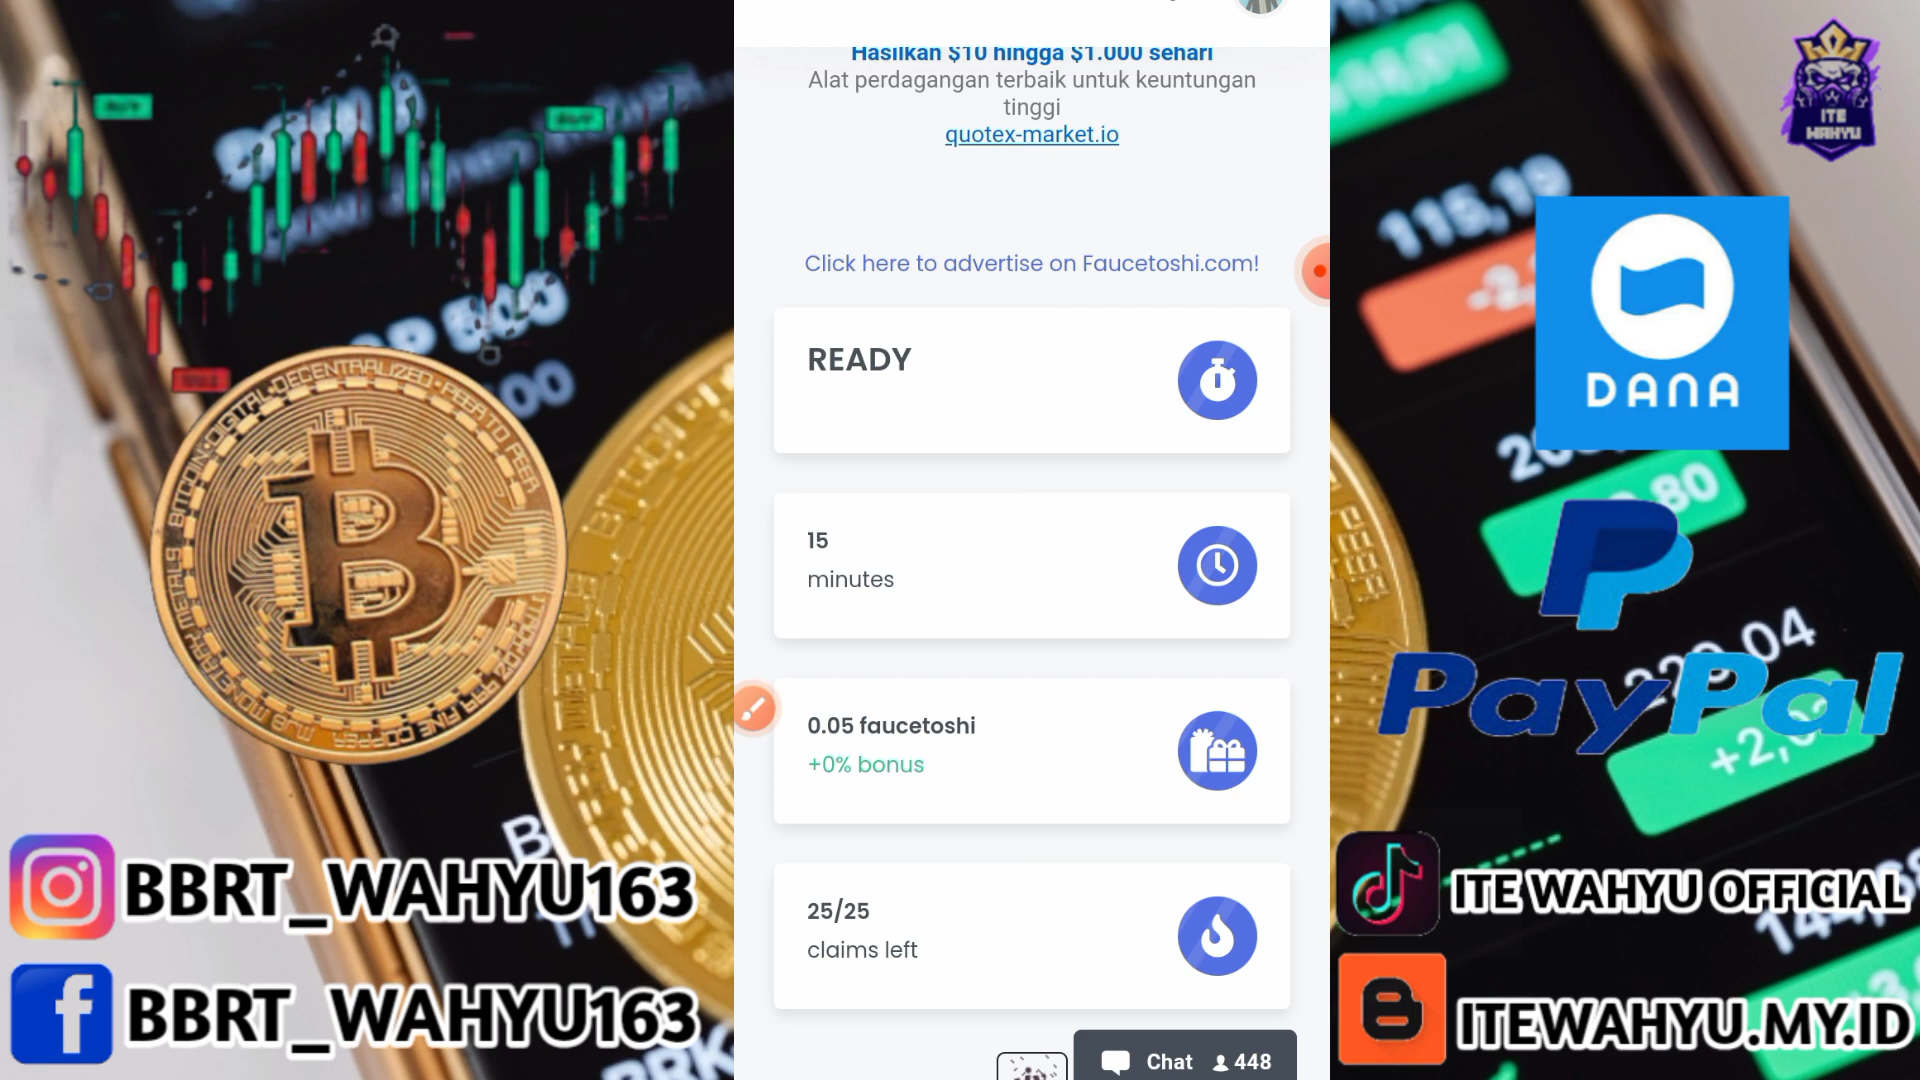 Hasilkan $10 hingga $1.000 sehari
Alat perdagangan terbaik untuk keuntungan
tinggi
quotex-market.io
Click here to advertise on Faucetoshi.com!
READY
15
minutes
0.05 faucetoshi
+0% bonus
25/25
claims left
Chat 448
BBRT_WAHYU163
BBRT_WAHYU163
ITE
WAHYU
115,19
DANA
PayPal
ITE WAHYU OFFICIAL
ITEWAHYU.MY.ID